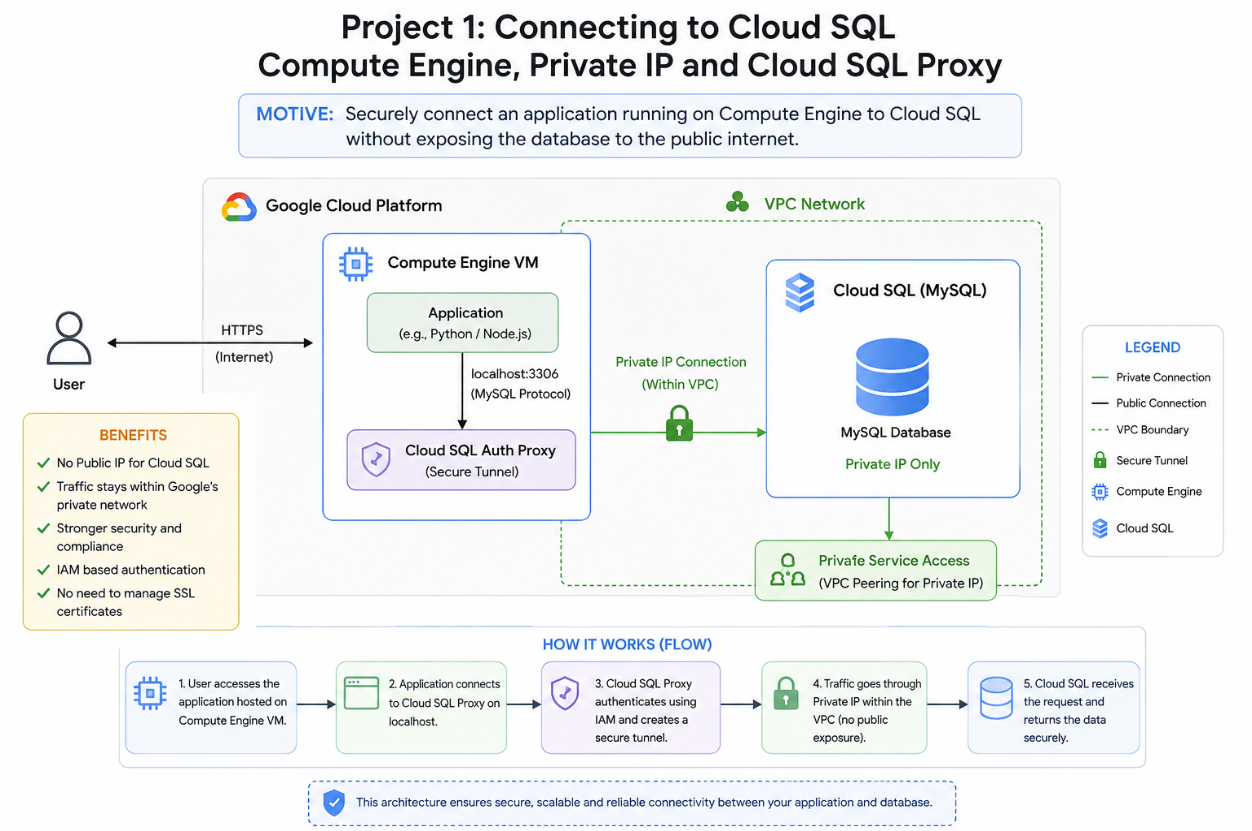 Project 1: Connecting to Cloud SQL
Compute Engine, Private IP and Cloud SQL Proxy
MOTIVE: Securely connect an application running on Compute Engine to Cloud SQL
without exposing the database to the public internet.
Google Cloud Platform
VPC Network
Compute Engine VM
Application
(e.g., Python / Node.js)
localhost:3306
(MySQL Protocol)
Cloud SQL Auth Proxy
(Secure Tunnel)
HTTPS
(Internet)
User
Private IP Connection
(Within VPC)
Cloud SQL (MySQL)
MySQL Database
Private IP Only
Private Service Access
(VPC Peering for Private IP)
LEGEND
Private Connection
Public Connection
VPC Boundary
Secure Tunnel
Compute Engine
Cloud SQL
BENEFITS
No Public IP for Cloud SQL
Traffic stays within Google's
private network
Stronger security and
compliance
IAM based authentication
No need to manage SSL
certificates
HOW IT WORKS (FLOW)
1. User accesses the
application hosted on
Compute Engine VM.
2. Application connects
to Cloud SQL Proxy on
localhost.
3. Cloud SQL Proxy
authenticates using
IAM and creates a
secure tunnel.
4. Traffic goes through
Private IP within the
VPC (no public
exposure).
5. Cloud SQL receives
the request and
returns the data
securely.
This architecture ensures secure, scalable and reliable connectivity between your application and database.